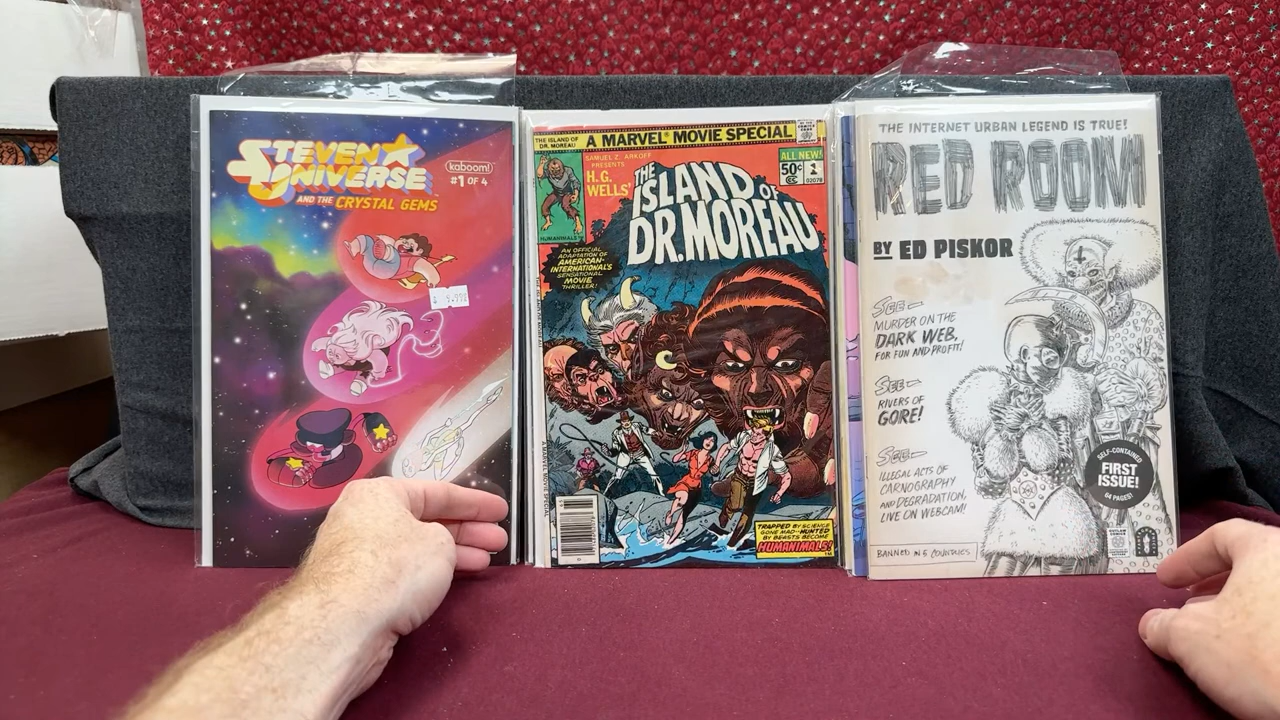 STEVEN
UNIVERSE
AND THE CRYSTAL GEMS
kaboom!
#1 OF 4
THE ISLAND OF
DR. MOREAU
A MARVEL® MOVIE SPECIAL
HUMANIMALS
SAMUEL Z. ARKOFF
PRESENTS
H.G.
WELLS'
THE
ISLAND OF
DR. MOREAU
ALL NEW!
50¢
1
02078
AN OFFICIAL
ADAPTATION OF
AMERICAN-
INTERNATIONAL'S
SENSATIONAL
MOVIE
THRILLER!
TRAPPED BY SCIENCE
GONE MAD--HUNTED
BY BEASTS BECOME
HUMANIMALS!
THE INTERNET URBAN LEGEND IS TRUE!
RED ROOM
BY ED PISKOR
SEE—
MURDER ON THE
DARK WEB,
FOR FUN AND PROFIT!
SEE—
RIVERS OF
GORE!
SEE—
ILLEGAL ACTS OF
CARNOGRAPHY
AND DEGRADATION,
LIVE ON WEBCAM!
SELF-CONTAINED
FIRST
ISSUE!
64 PAGES!
BANNED IN 5 COUNTRIES